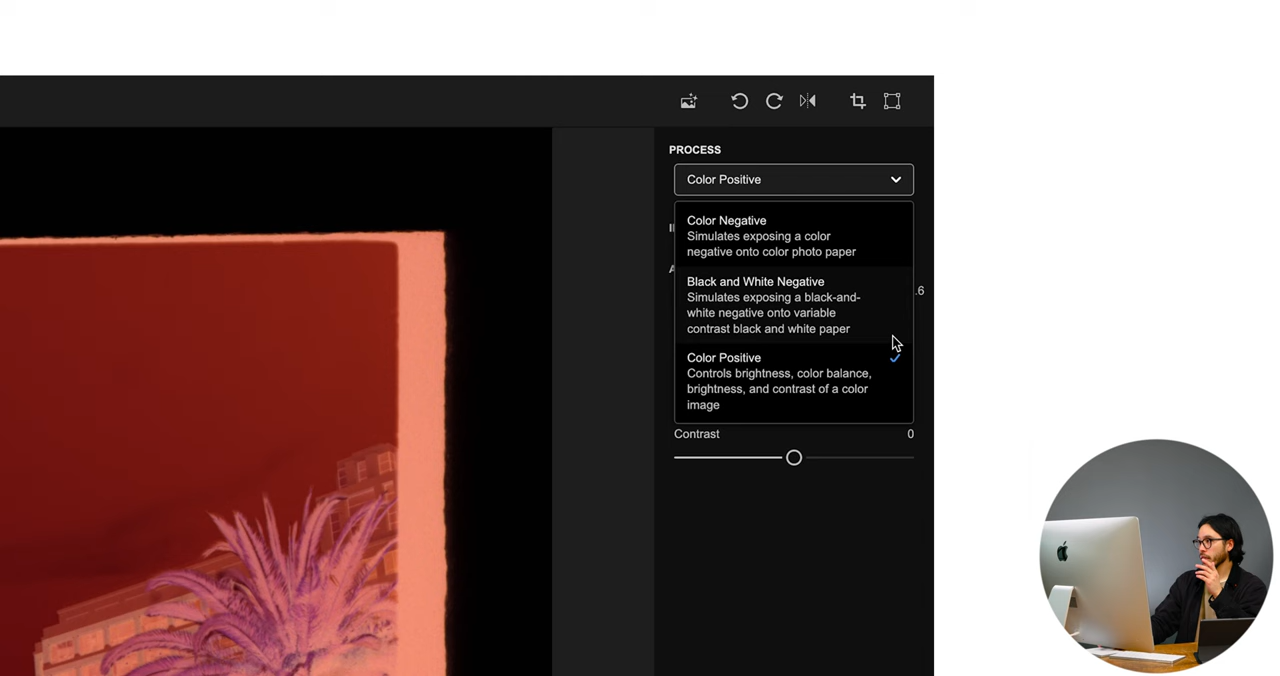 PROCESS
Color Positive
Color Negative
Simulates exposing a color
negative onto color photo paper
Black and White Negative
Simulates exposing a black-and-
white negative onto variable
contrast black and white paper
.6
Color Positive
Controls brightness, color balance,
brightness, and contrast of a color
image
Contrast 0